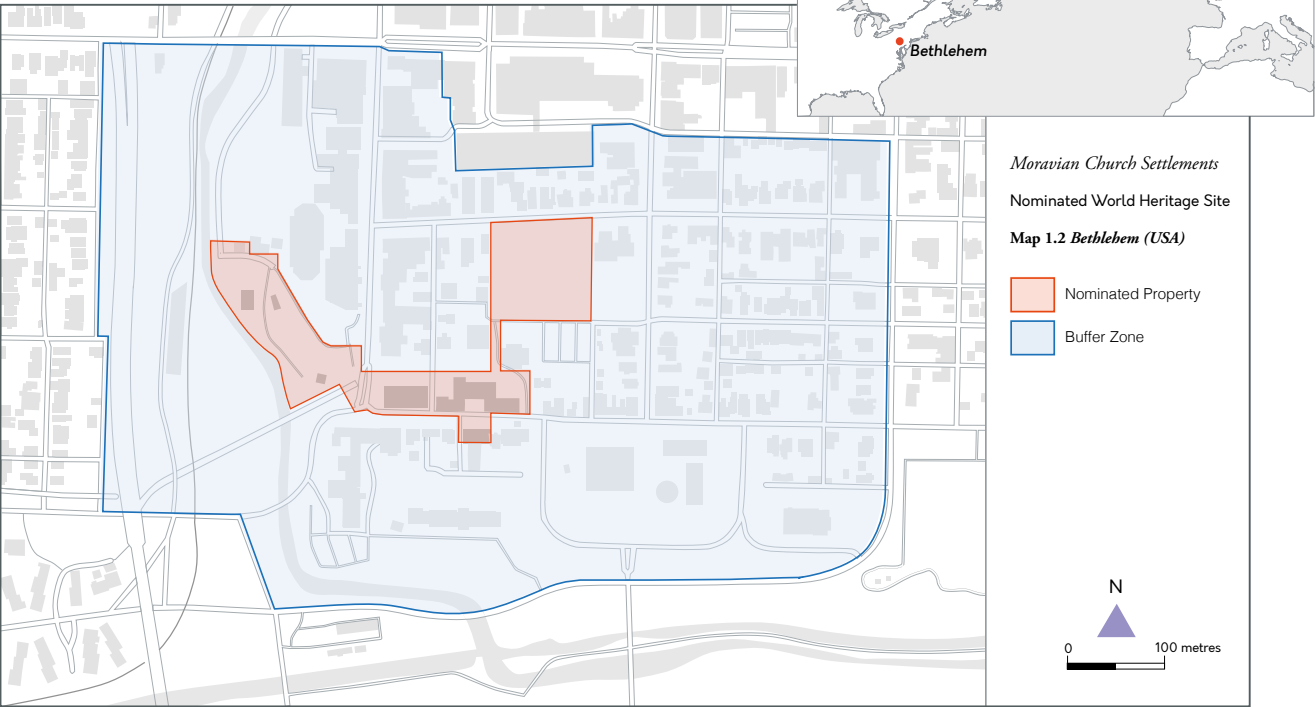 Bethlehem
Moravian Church Settlements
Nominated World Heritage Site
Map 1.2 Bethlehem (USA)
Nominated Property
Buffer Zone
N
0 100 metres